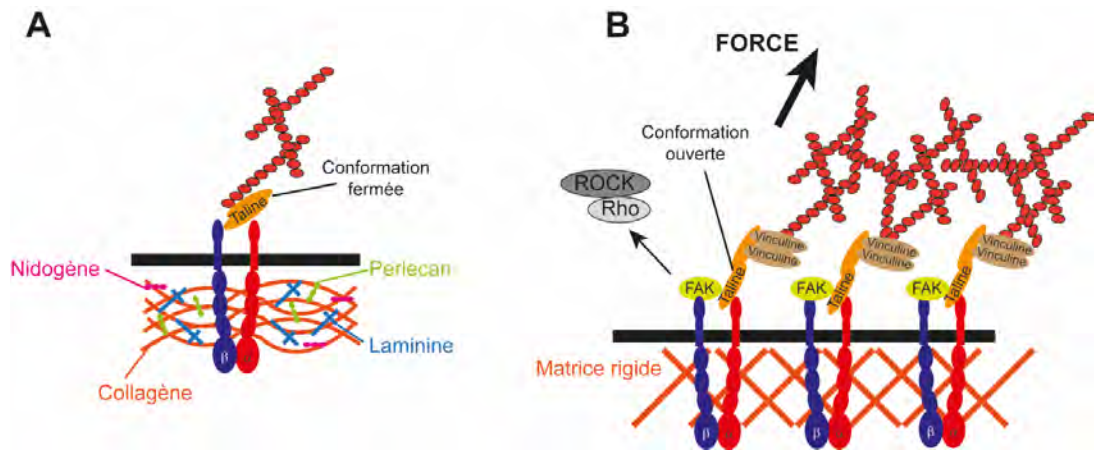 A
Conformation
fermée
Taline
Nidogène
Perlecan
Laminine
Collagène
β
B
FORCE
Conformation
ouverte
ROCK
Rho
Vinculine
Vinculine
Vinculine
Vinculine
Vinculine
Vinculine
Taline
Taline
Taline
FAK
FAK
FAK
Matrice rigide
β
β
β